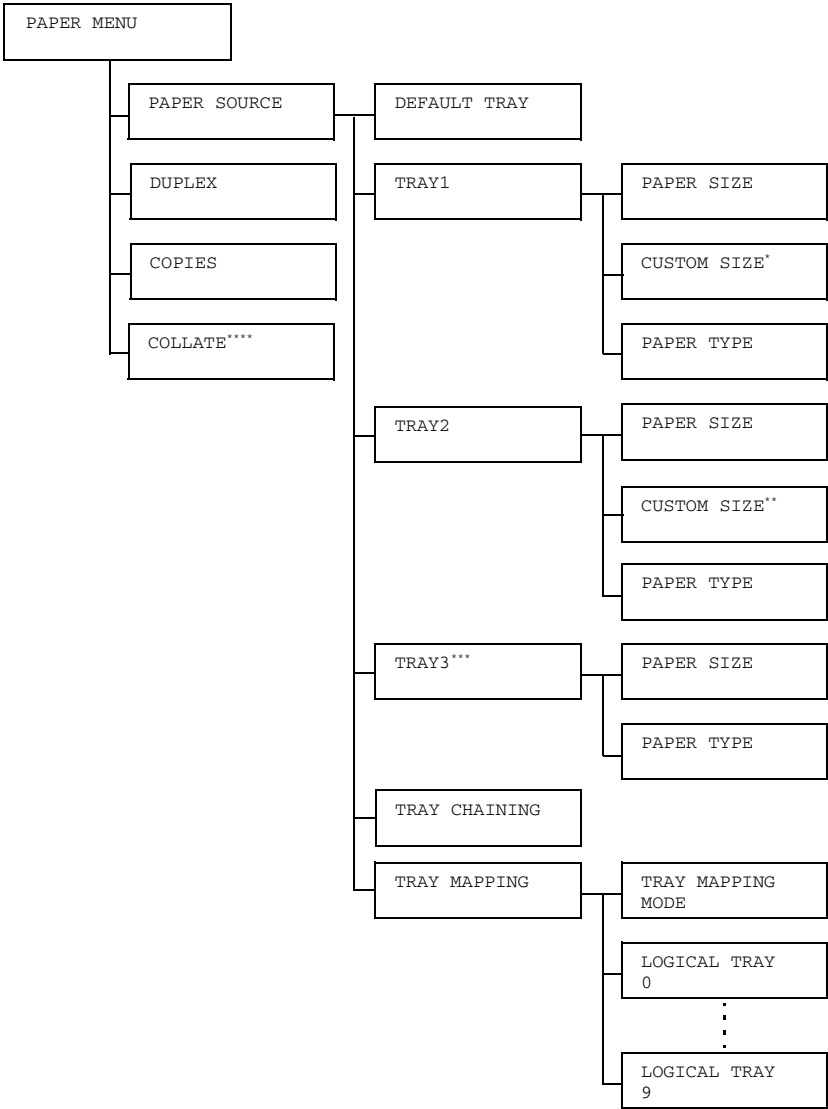 PAPER MENU
PAPER SOURCE
DEFAULT TRAY
DUPLEX
TRAY1
PAPER SIZE
COPIES
CUSTOM SIZE*
COLLATE****
PAPER TYPE
TRAY2
PAPER SIZE
CUSTOM SIZE**
PAPER TYPE
TRAY3***
PAPER SIZE
PAPER TYPE
TRAY CHAINING
TRAY MAPPING
TRAY MAPPING
MODE
LOGICAL TRAY
0
LOGICAL TRAY
9